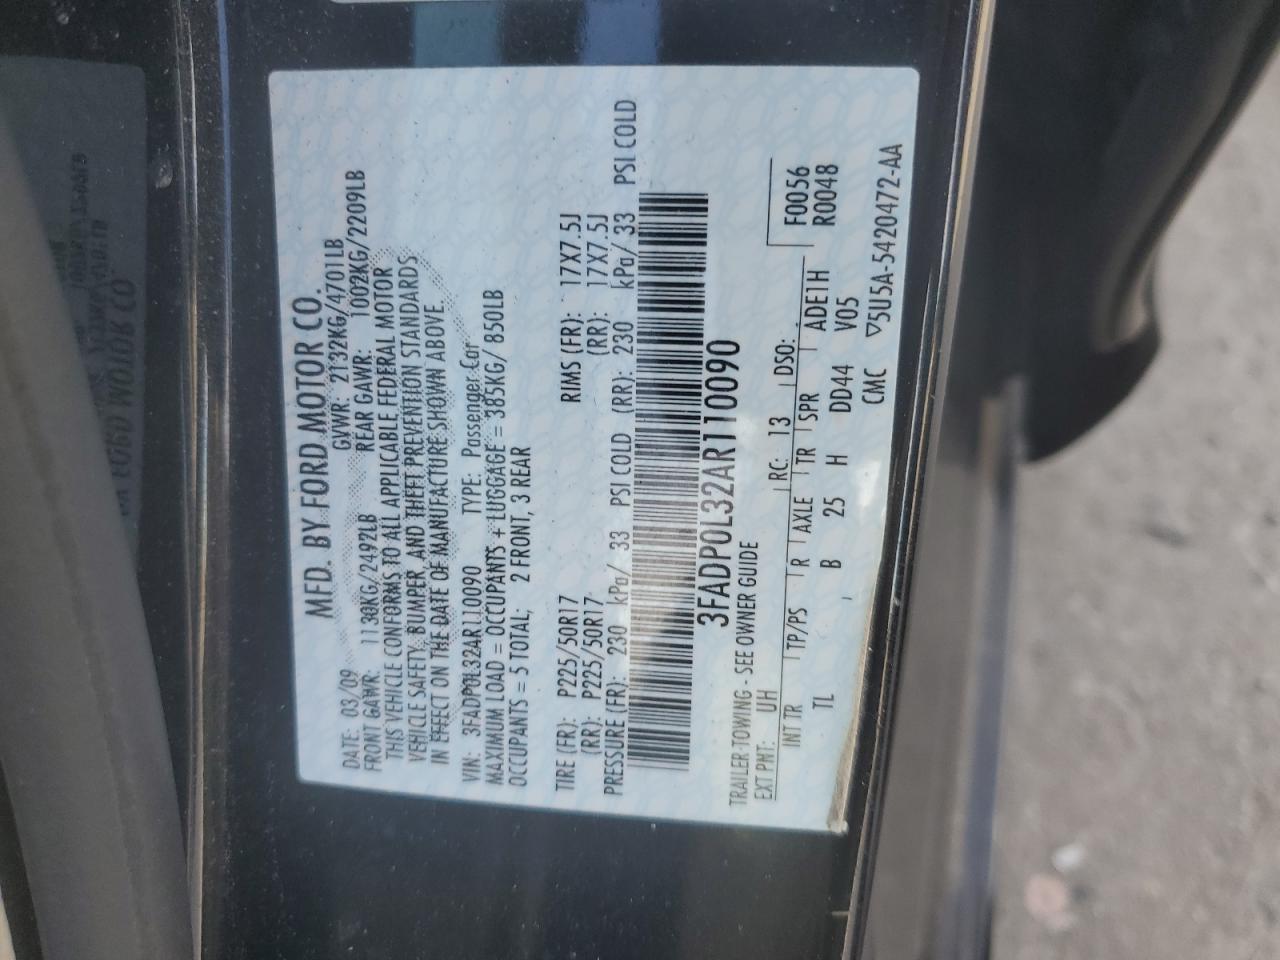 MFD. BY FORD MOTOR CO.
DATE: 03/09 GVWR: 2132KG/4701LB
FRONT GAWR: 1130KG/2492LB REAR GAWR: 1002KG/2209LB
THIS VEHICLE CONFORMS TO ALL APPLICABLE FEDERAL MOTOR
VEHICLE SAFETY, BUMPER, AND THEFT PREVENTION STANDARDS
IN EFFECT ON THE DATE OF MANUFACTURE SHOWN ABOVE.
VIN: 3FADP0L32AR110090 TYPE: Passenger Car
MAXIMUM LOAD = OCCUPANTS + LUGGAGE = 385KG/ 850LB
OCCUPANTS = 5 TOTAL, 2 FRONT, 3 REAR
TIRE (FR): P225/50R17 RIMS (FR): 17X7.5J
(RR): P225/50R17 (RR): 17X7.5J
PRESSURE (FR): 230 kPa/ 33 PSI COLD (RR): 230 kPa/ 33 PSI COLD
3FADP0L32AR110090
TRAILER TOWING - SEE OWNER GUIDE
EXT PNT: UH RC: 13 DSO: F0056
INT TR TP/PS R AXLE TR SPR ADE1H R0048
TL B 25 H DD44 V05
CMC ▽5U5A-5420472-AA